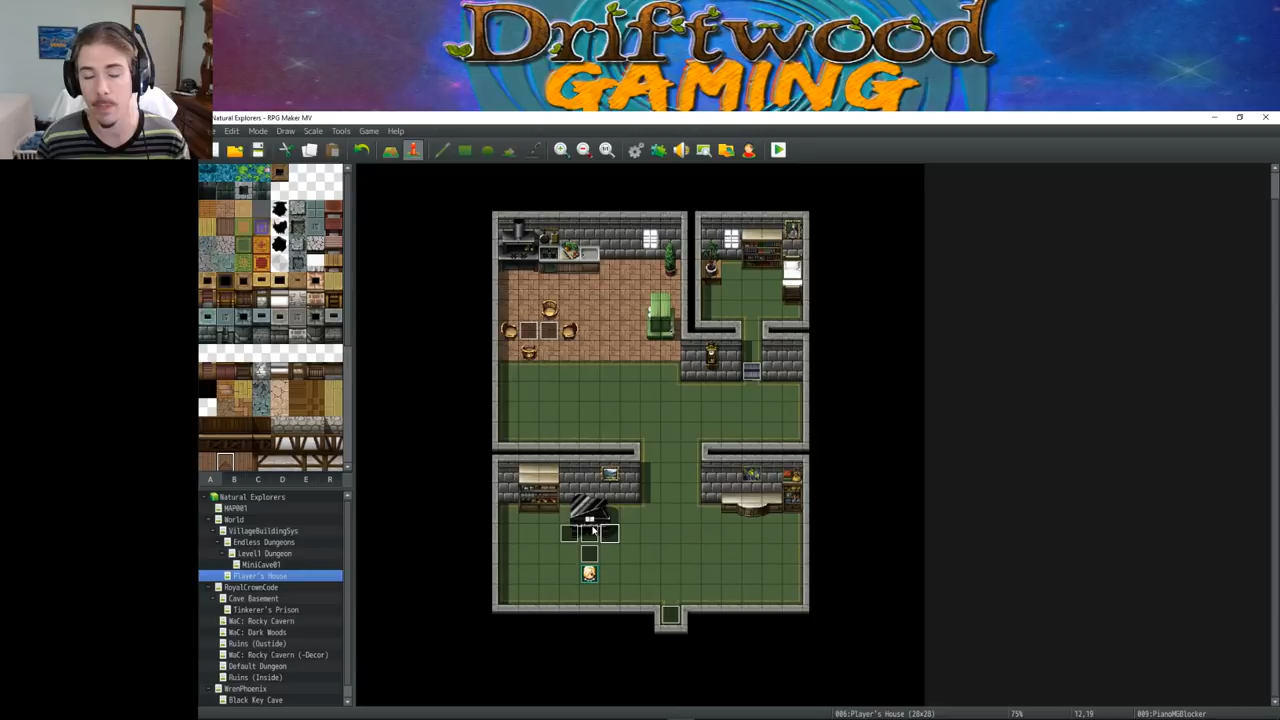 Driftwood
GAMING
Natural Explorers - RPG Maker MV
Edit Mode Draw Scale Tools Game Help
A B C D E R
Natural Explorers
MAP001
World
VillageBuildingSys
Endless Dungeons
Level1 Dungeon
MiniCave01
Player's House
RoyalCrownCode
Cave Basement
Tinkerer's Prison
WaC: Rocky Cavern
WaC: Dark Woods
Ruins (Oustide)
WaC: Rocky Cavern (-Decor)
Default Dungeon
Ruins (Inside)
WrenPhoenix
Black Key Cave
006:Player's House (28×28) 75% 12,19 009:PianoMGBlocker